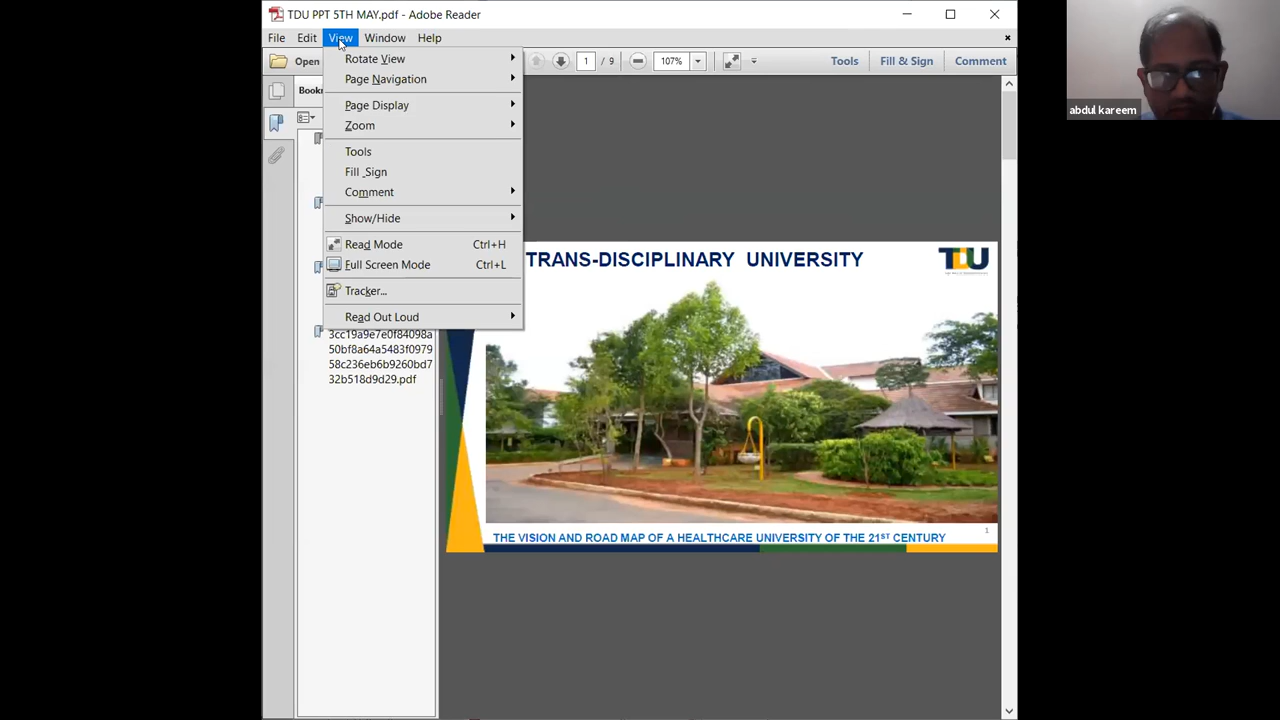 TDU PPT 5TH MAY.pdf - Adobe Reader
File Edit View Window Help
Open
1 / 9
107%
Tools
Fill & Sign
Comment
abdul kareem
Rotate View
Page Navigation
Page Display
Zoom
Tools
Fill Sign
Comment
Show/Hide
Read Mode Ctrl+H
Full Screen Mode Ctrl+L
Tracker...
Read Out Loud
3cc19a9e7e0f84098a
50bf8a64a5483f0979
58c236eb6b9260bd7
32b518d9d29.pdf
TRANS-DISCIPLINARY UNIVERSITY
TDU
THE VISION AND ROAD MAP OF A HEALTHCARE UNIVERSITY OF THE 21ST CENTURY
1